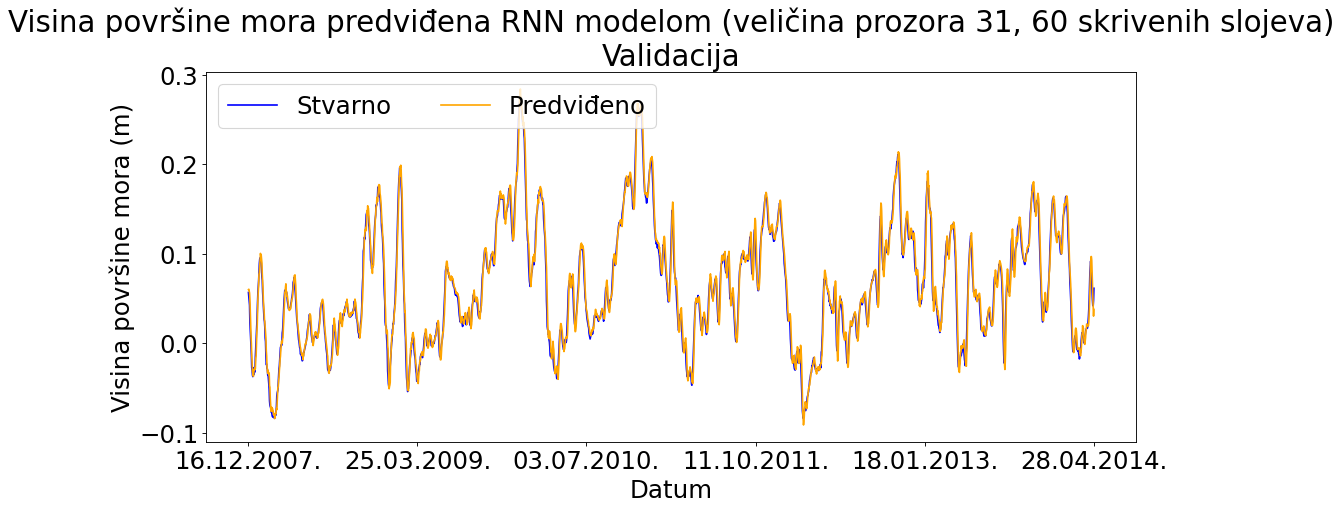 Visina površine mora predviđena RNN modelom (veličina prozora 31, 60 skrivenih slojeva)
Validacija
Stvarno Predviđeno
Visina površine mora (m)
0.3
0.2
0.1
0.0
−0.1
16.12.2007. 25.03.2009. 03.07.2010. 11.10.2011. 18.01.2013. 28.04.2014.
Datum